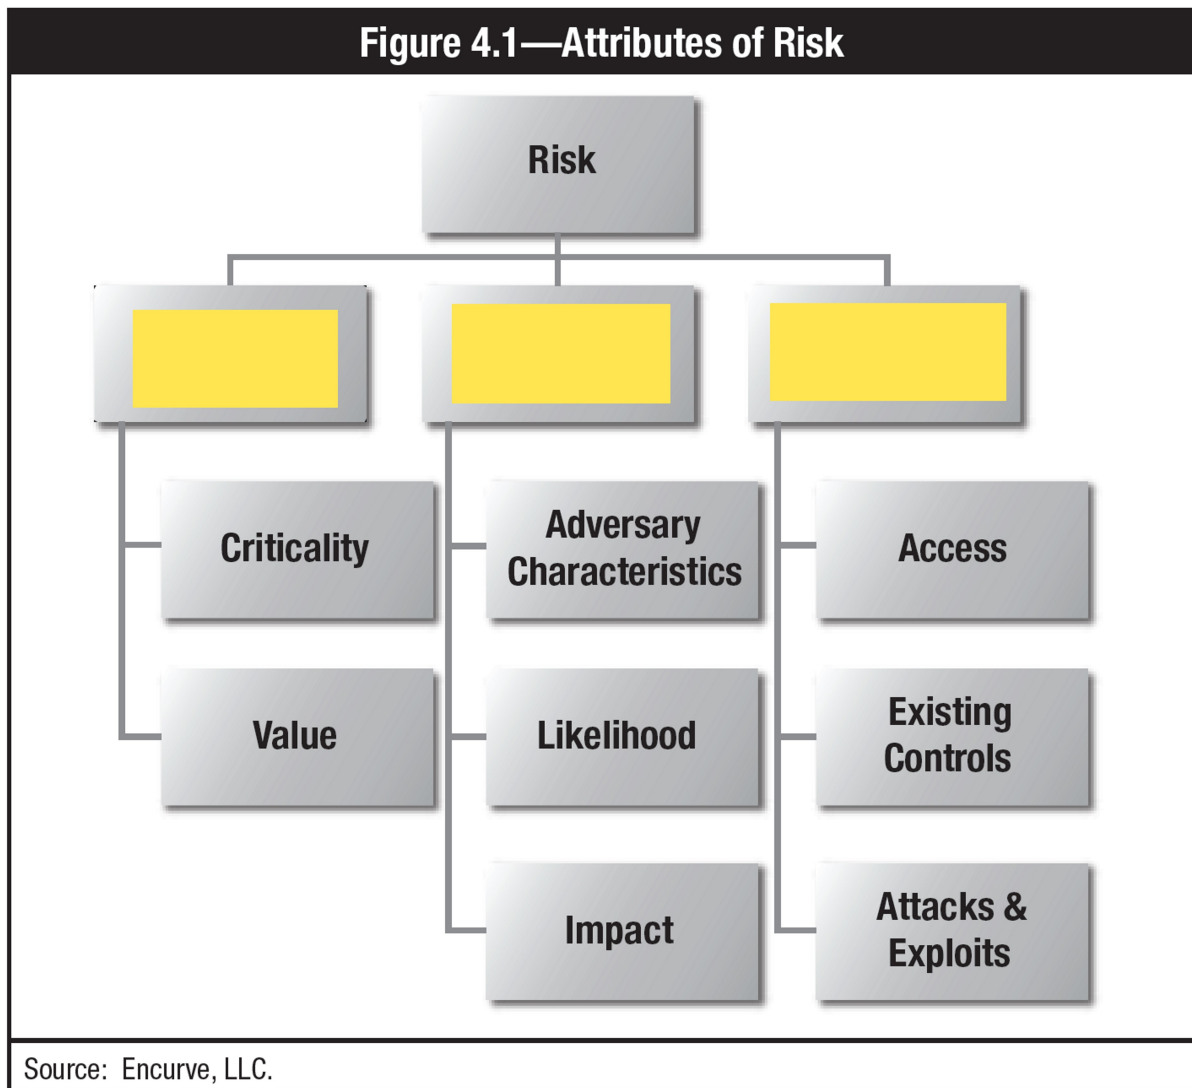 Figure 4.1—Attributes of Risk
Risk
Criticality
Adversary
Characteristics
Access
Value
Likelihood
Existing
Controls
Impact
Attacks &
Exploits
Source: Encurve, LLC.